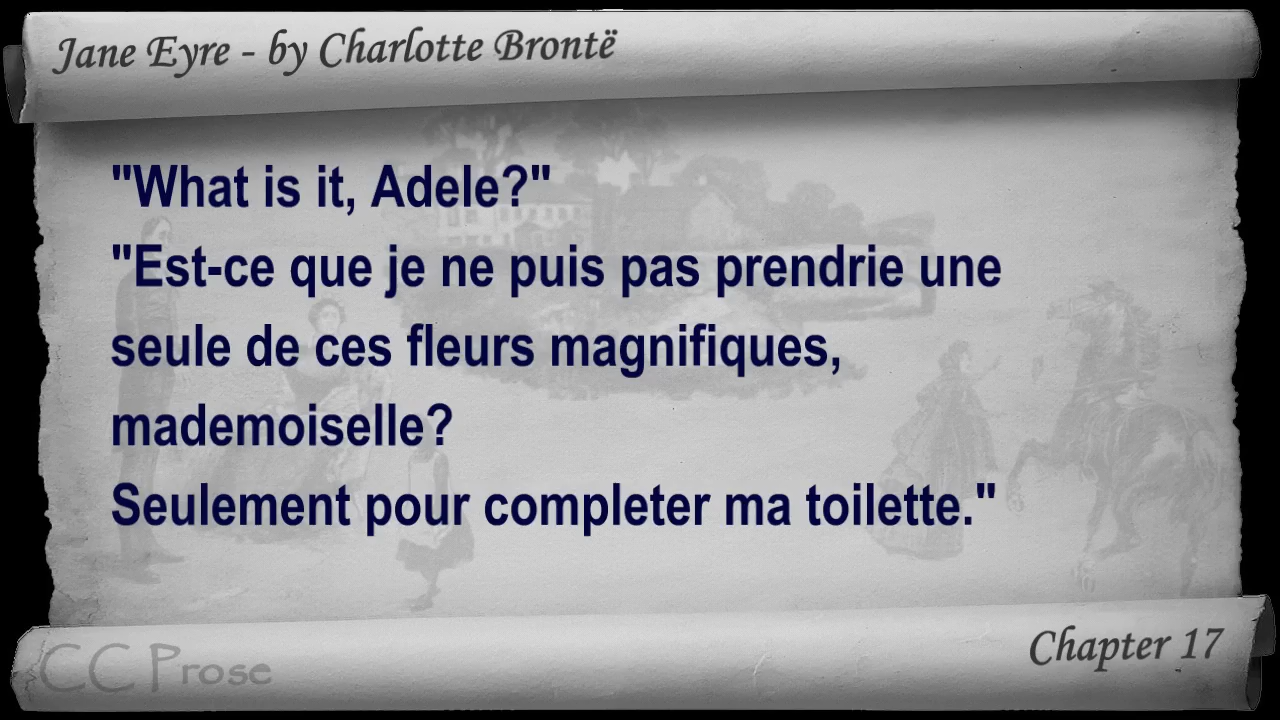 Jane Eyre - by Charlotte Brontë
"What is it, Adele?"
"Est-ce que je ne puis pas prendrie une
seule de ces fleurs magnifiques,
mademoiselle?
Seulement pour completer ma toilette."
Chapter 17
CC Prose